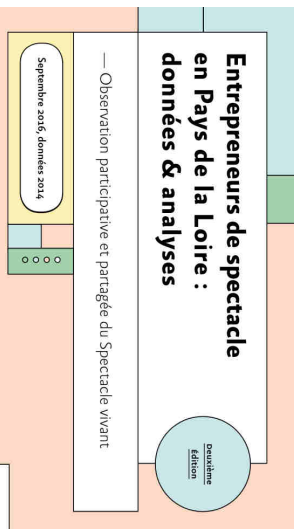 Entrepreneurs de spectacle
en Pays de la Loire :
données & analyses
— Observation participative et partagée du Spectacle vivant
Septembre 2016, données 2014
Deuxième
Édition